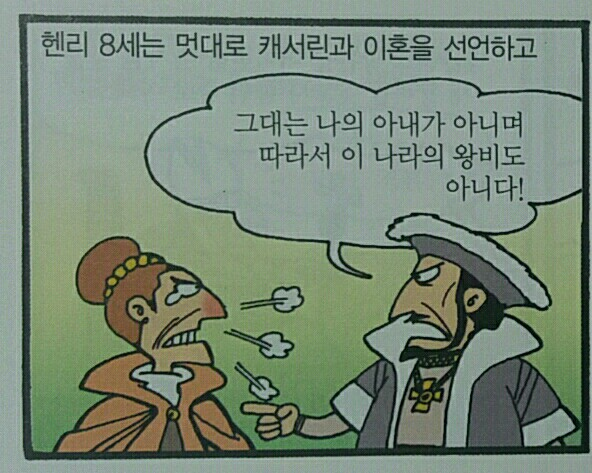 헨리 8세는 멋대로 캐서린과 이혼을 선언하고
그대는 나의 아내가 아니며
따라서 이 나라의 왕비도
아니다!